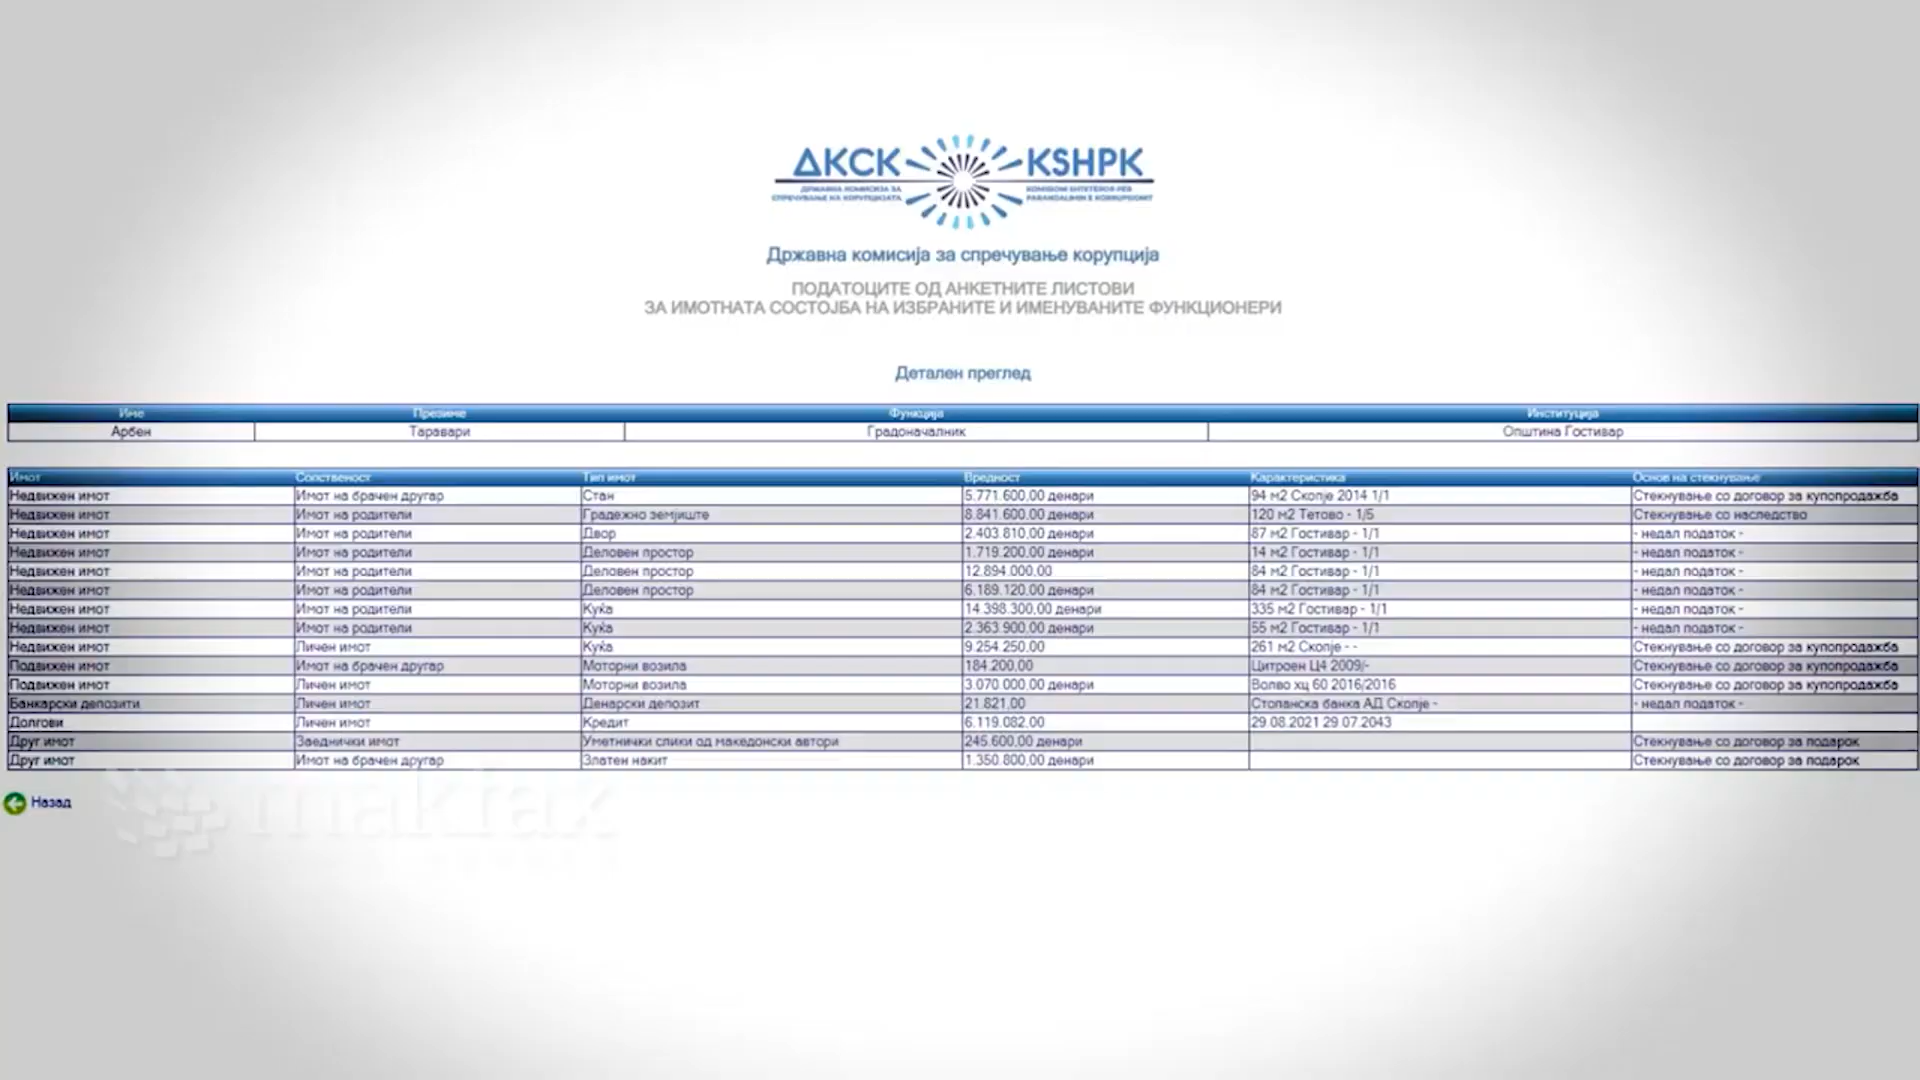 ДКСК KSHPK
ДРЖАВНА КОМИСИЈА ЗА
СПРЕЧУВАЊЕ НА КОРУПЦИЈАТА
Државна комисија за спречување корупција
ПОДАТОЦИТЕ ОД АНКЕТНИТЕ ЛИСТОВИ
ЗА ИМОТНАТА СОСТОЈБА НА ИЗБРАНИТЕ И ИМЕНУВАНИТЕ ФУНКЦИОНЕРИ
Детален преглед
Име Презиме Функција Институција
Арбен Таравари Градоначалник Општина Гостивар
Имот Сопственост Тип имот Вредност Карактеристика Основ на стекнување
Недвижен имот Имот на брачен другар Стан 5.771.600,00 денари 94 м2 Скопје 2014 1/1 Стекнување со договор за купопродажба
Недвижен имот Имот на родители Градежно земјиште 8.841.600,00 денари 120 м2 Тетово - 1/5 Стекнување со наследство
Недвижен имот Имот на родители Двор 2.403.810,00 денари 87 м2 Гостивар - 1/1 - недал податок -
Недвижен имот Имот на родители Деловен простор 1.719.200,00 денари 14 м2 Гостивар - 1/1 - недал податок -
Недвижен имот Имот на родители Деловен простор 12.894.000,00 84 м2 Гостивар - 1/1 - недал податок -
Недвижен имот Имот на родители Деловен простор 6.189.120,00 денари 84 м2 Гостивар - 1/1 - недал податок -
Недвижен имот Имот на родители Куќа 14.398.300,00 денари 335 м2 Гостивар - 1/1 - недал податок -
Недвижен имот Имот на родители Куќа 2.363.900,00 денари 55 м2 Гостивар - 1/1 - недал податок -
Недвижен имот Личен имот Куќа 9.254.250,00 261 м2 Скопје - - Стекнување со договор за купопродажба
Подвижен имот Имот на брачен другар Моторни возила 184.200,00 Цитроен Ц4 2009/- Стекнување со договор за купопродажба
Подвижен имот Личен имот Моторни возила 3.070.000,00 денари Волво хц 60 2016/2016 Стекнување со договор за купопродажба
Банкарски депозити Личен имот Денарски депозит 21.821,00 Стопанска банка АД Скопје - - недал податок -
Долгови Личен имот Кредит 6.119.082,00 29.08.2021 29.07.2043
Друг имот Заеднички имот Уметнички слики од македонски автори 245.600,00 денари Стекнување со договор за подарок
Друг имот Имот на брачен другар Златен накит 1.350.800,00 денари Стекнување со договор за подарок
Назад
makfax